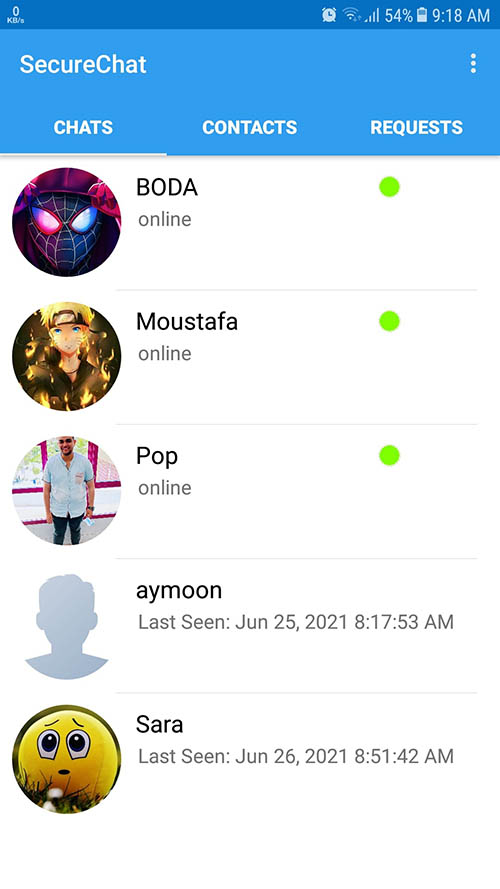 0
KB/s
54%
9:18 AM
SecureChat
CHATS
CONTACTS
REQUESTS
BODA
online
Moustafa
online
Pop
online
aymoon
Last Seen: Jun 25, 2021 8:17:53 AM
Sara
Last Seen: Jun 26, 2021 8:51:42 AM